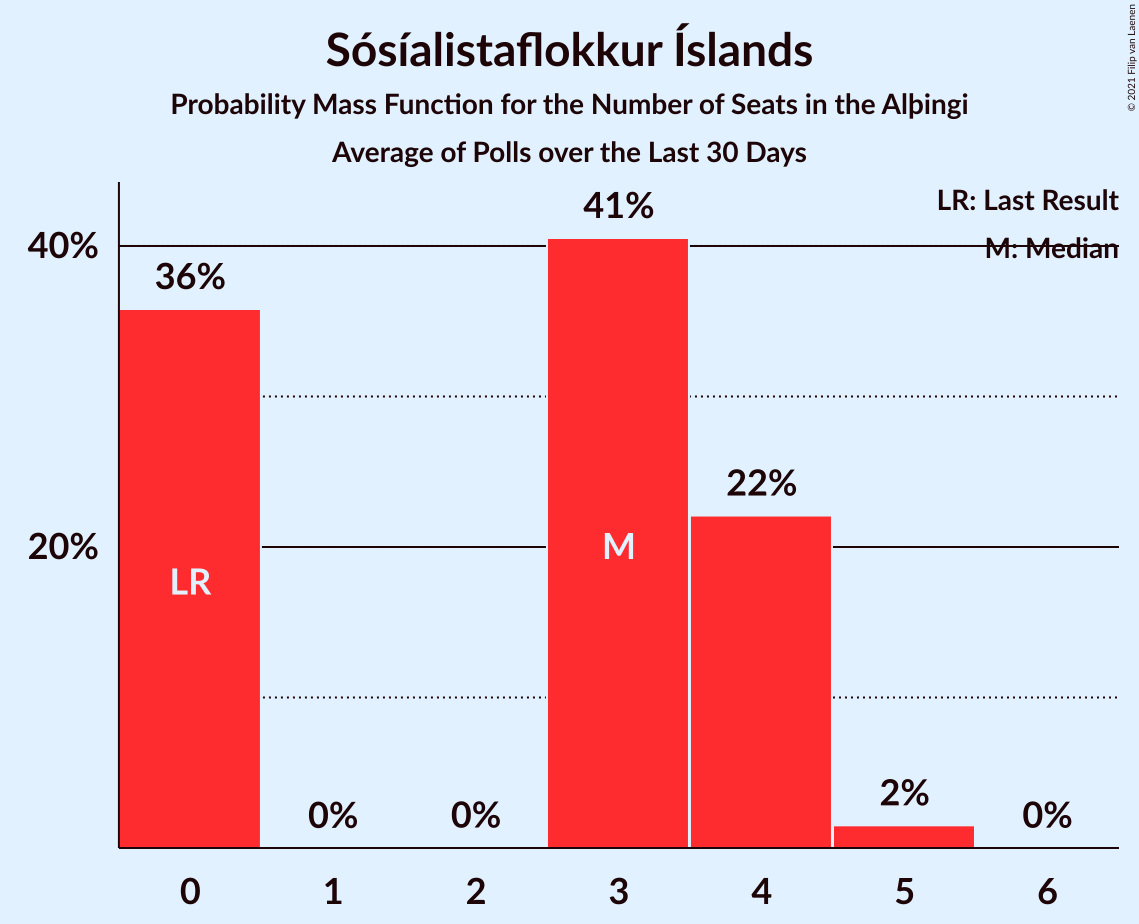 Sósíalistaflokkur Íslands
Probability Mass Function for the Number of Seats in the Alþingi
Average of Polls over the Last 30 Days
© 2021 Filip van Laenen
LR: Last Result
M: Median
40%
20%
36%
0%
0%
41%
22%
2%
0%
LR
M
0 1 2 3 4 5 6